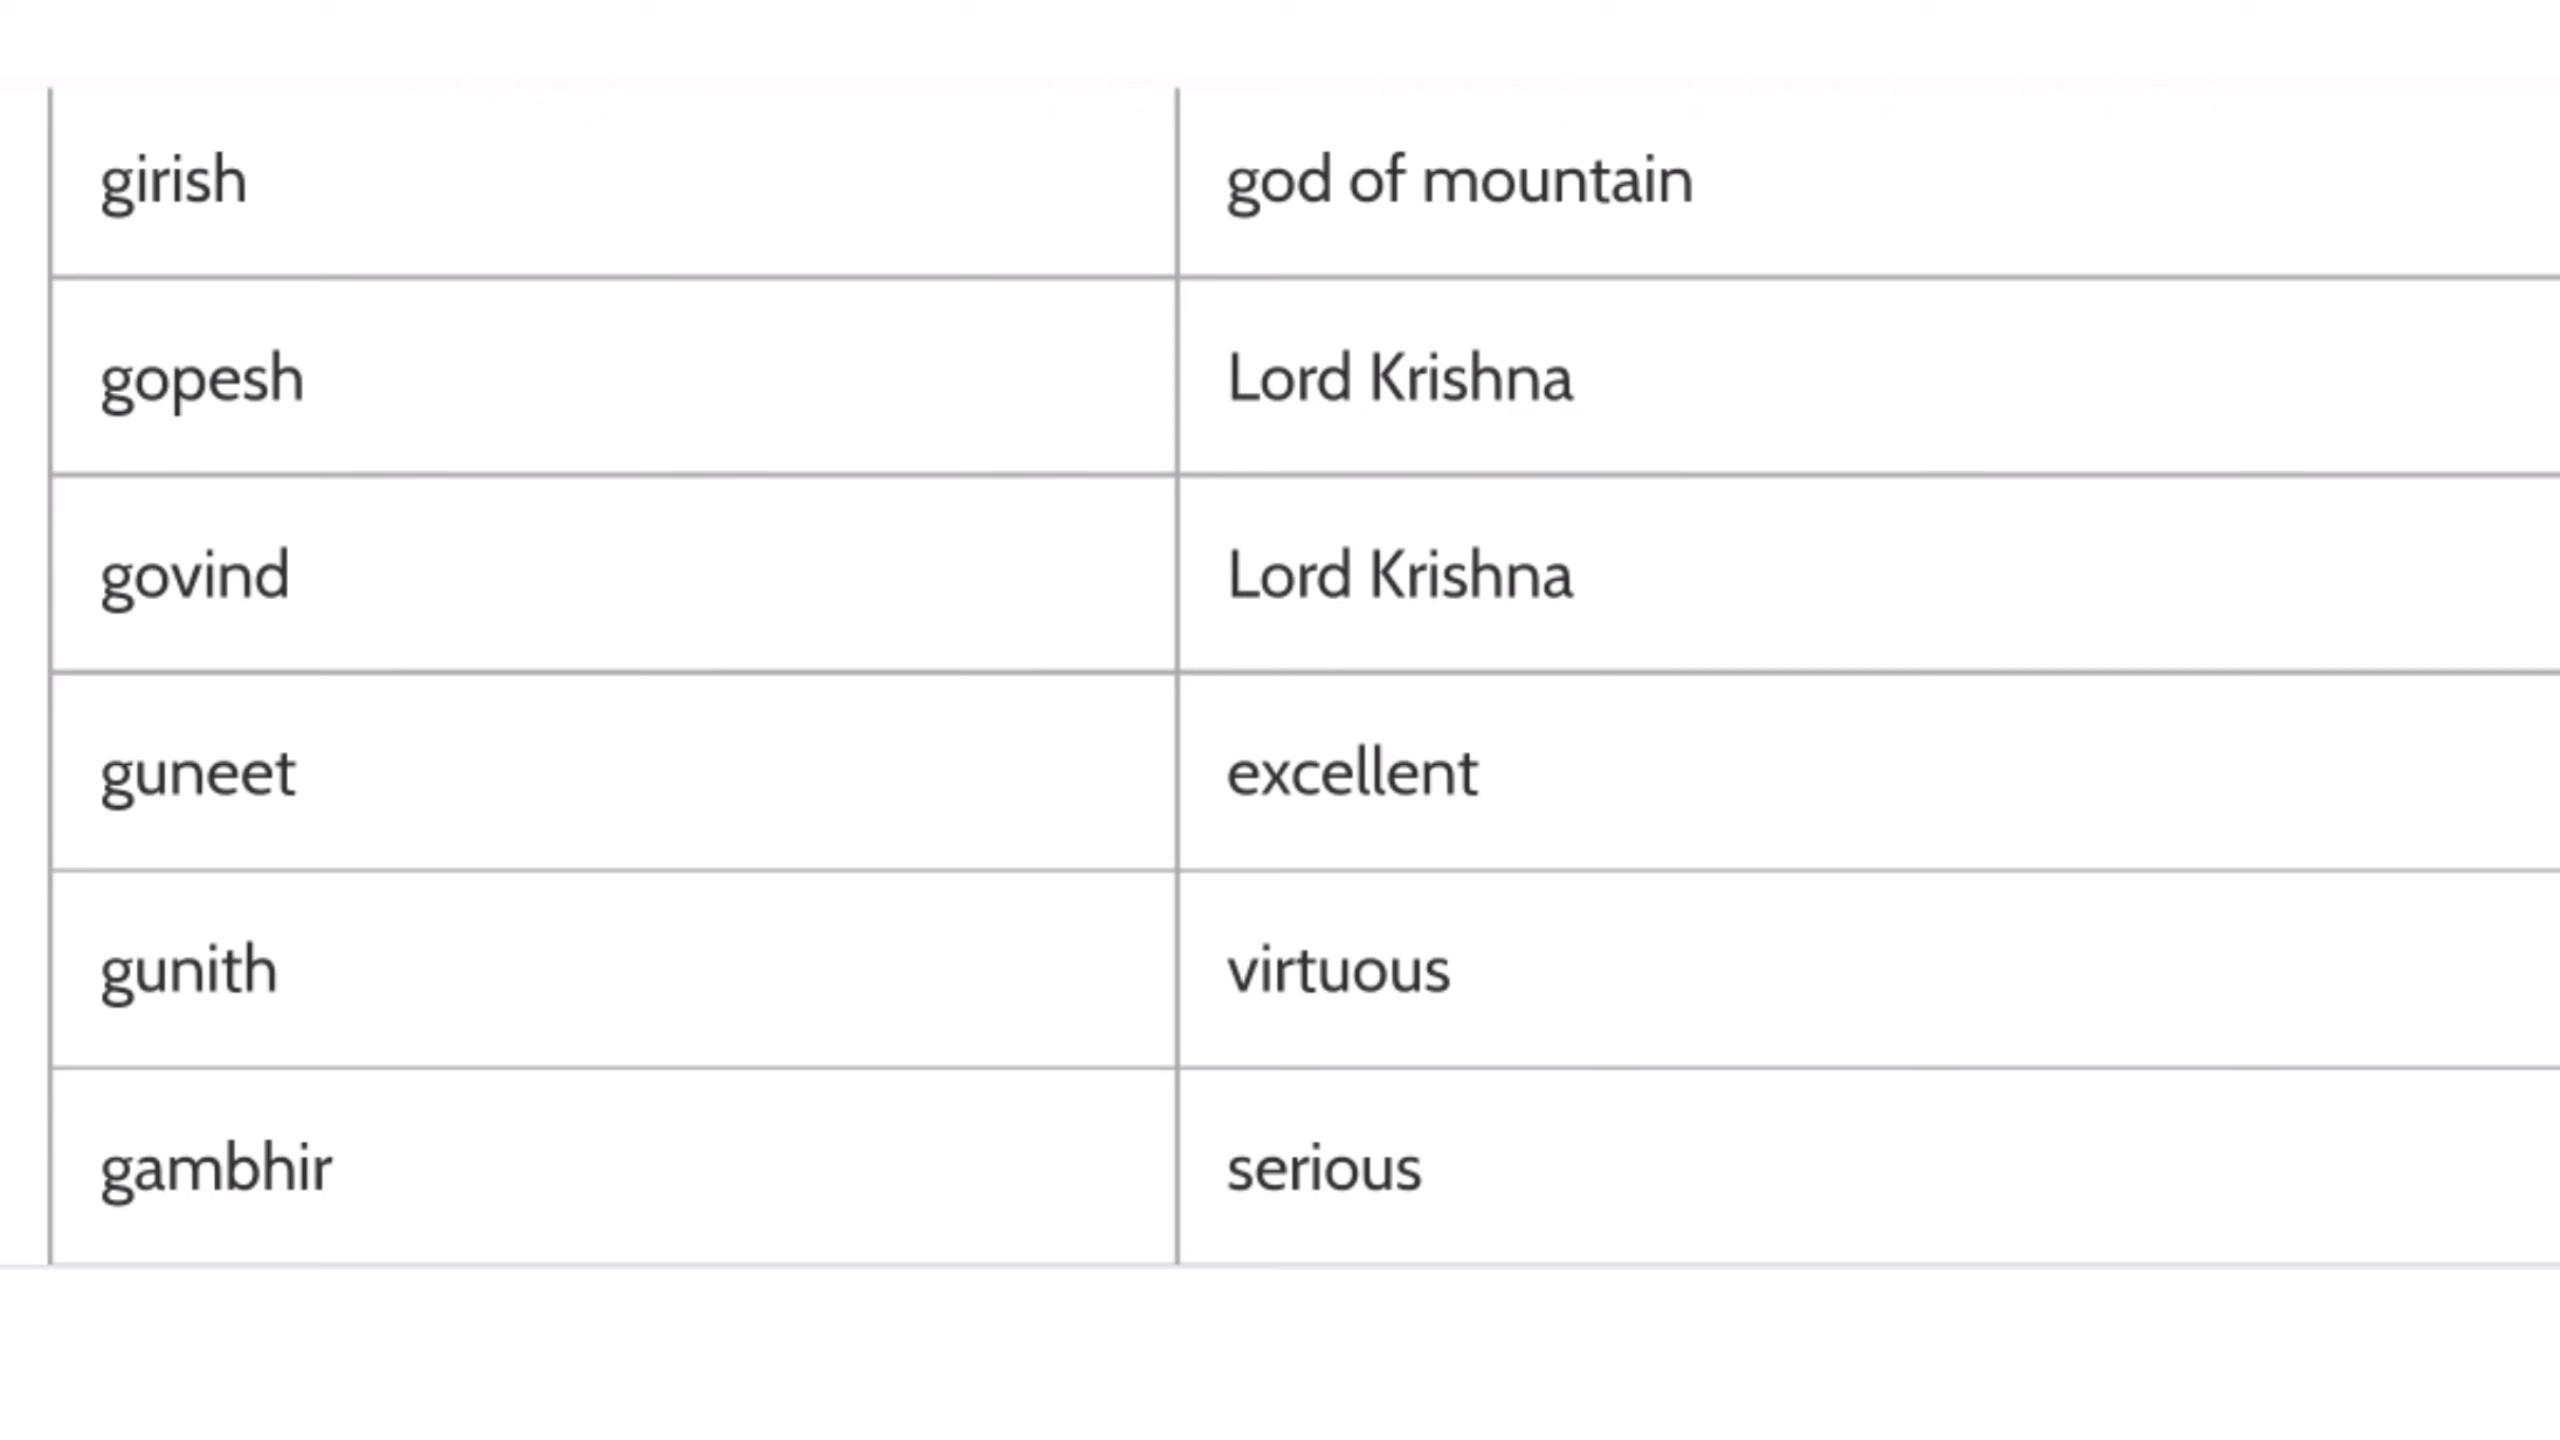 girish god of mountain
gopesh Lord Krishna
govind Lord Krishna
guneet excellent
gunith virtuous
gambhir serious